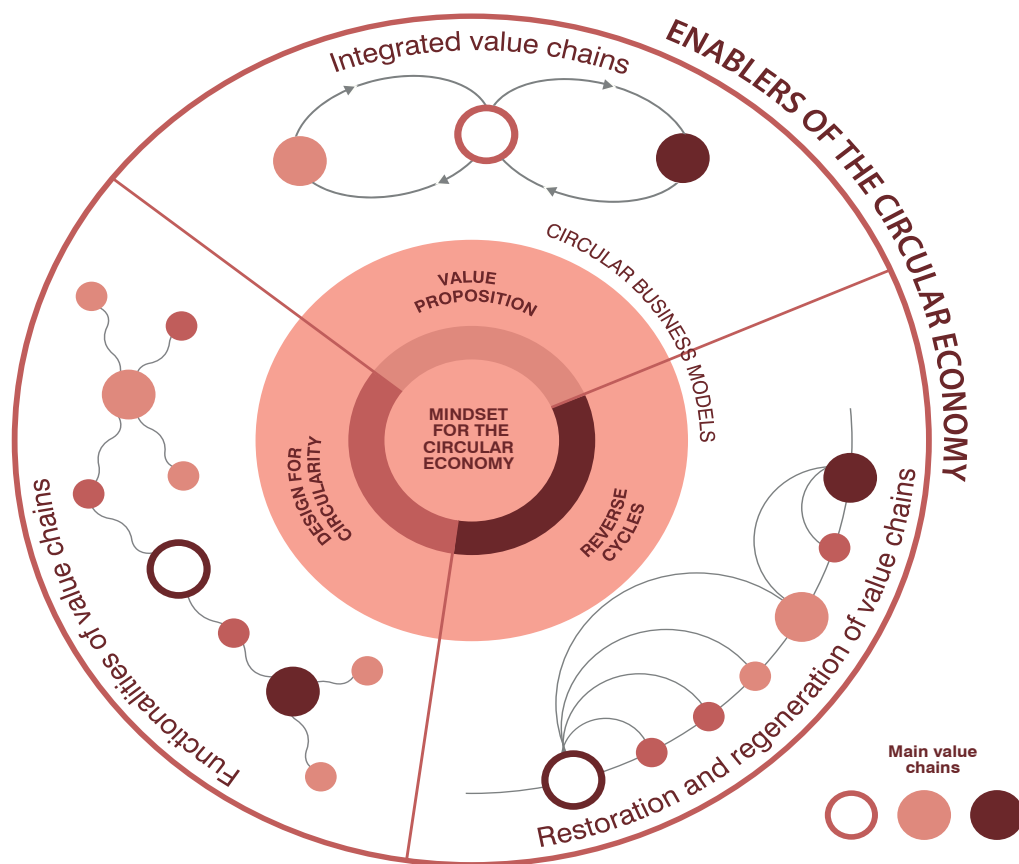 ENABLERS OF THE CIRCULAR ECONOMY
Integrated value chains
CIRCULAR BUSINESS MODELS
VALUE
PROPOSITION
MINDSET
FOR THE
CIRCULAR
ECONOMY
DESIGN FOR
CIRCULARITY
REVERSE
CYCLES
Functionalities of value chains
Restoration and regeneration of value chains
Main value
chains